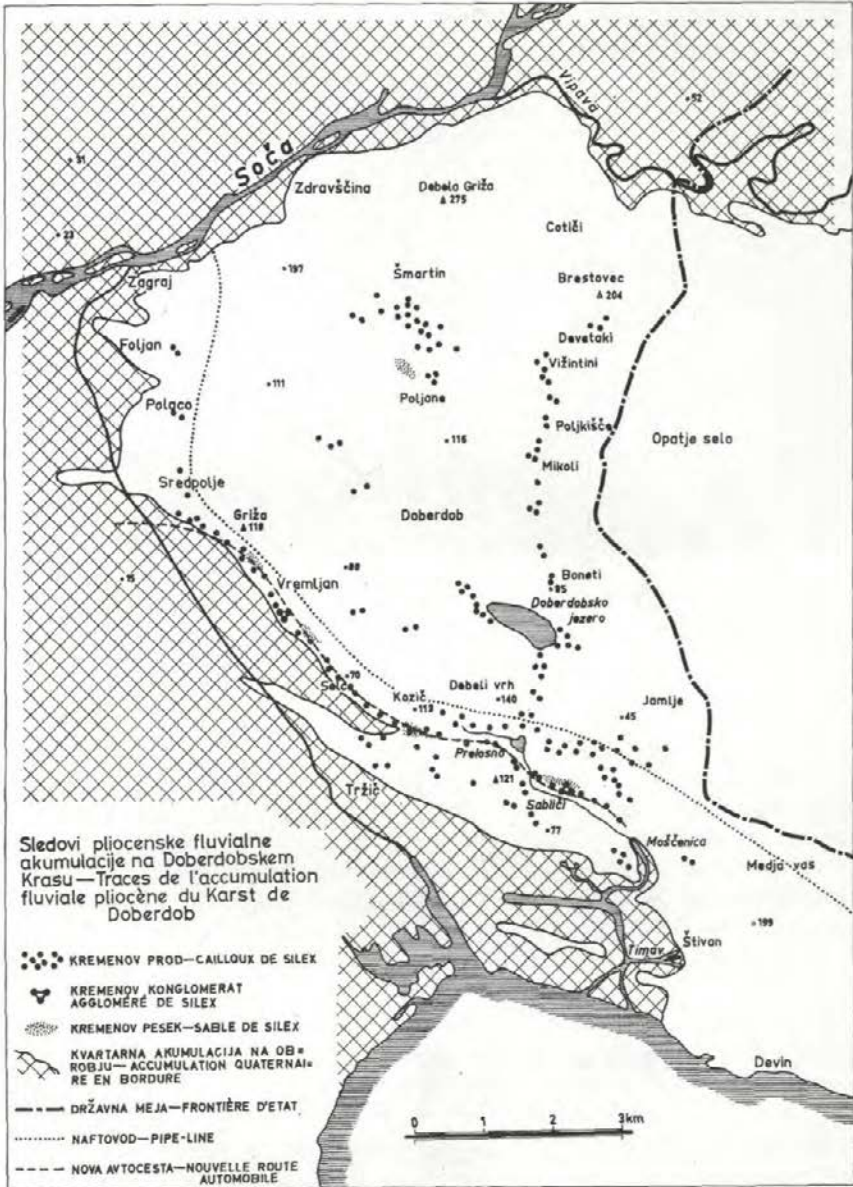 Vipava
52
Soča
31
Zdravščina
Debela Griža
275
23
Cotiči
Zagraj
197
Šmartin
Brestovec
204
Foljan
Devetaki
Vižintini
111
Polaco
Poljane
Poljkišče
116
Opatje selo
Mikoli
Sredpolje
Griža
118
Doberdob
15
Vremljan
88
Boneti
85
Doberdobsko
jezero
70
Selce
Kozič
113
Debeli vrh
140
Jamlje
45
Prelosna
121
Tržič
Sabliči
77
Moščenica
Medja vas
199
Štivan
Timav
Devin
Sledovi pliocenske fluvialne
akumulacije na Doberdobskem
Krasu—Traces de l'accumulation
fluviale pliocène du Karst de
Doberdob
KREMENOV PROD—CAILLOUX DE SILEX
KREMENOV KONGLOMERAT
AGGLOMÉRÉ DE SILEX
KREMENOV PESEK—SABLE DE SILEX
KVARTARNA AKUMULACIJA NA OB=
ROBJU—ACCUMULATION QUATERNAI=
RE EN BORDURE
DRŽAVNA MEJA—FRONTIÈRE D'ETAT
NAFTOVOD—PIPE-LINE
NOVA AVTOCESTA—NOUVELLE ROUTE
AUTOMOBILE
0 1 2 3km